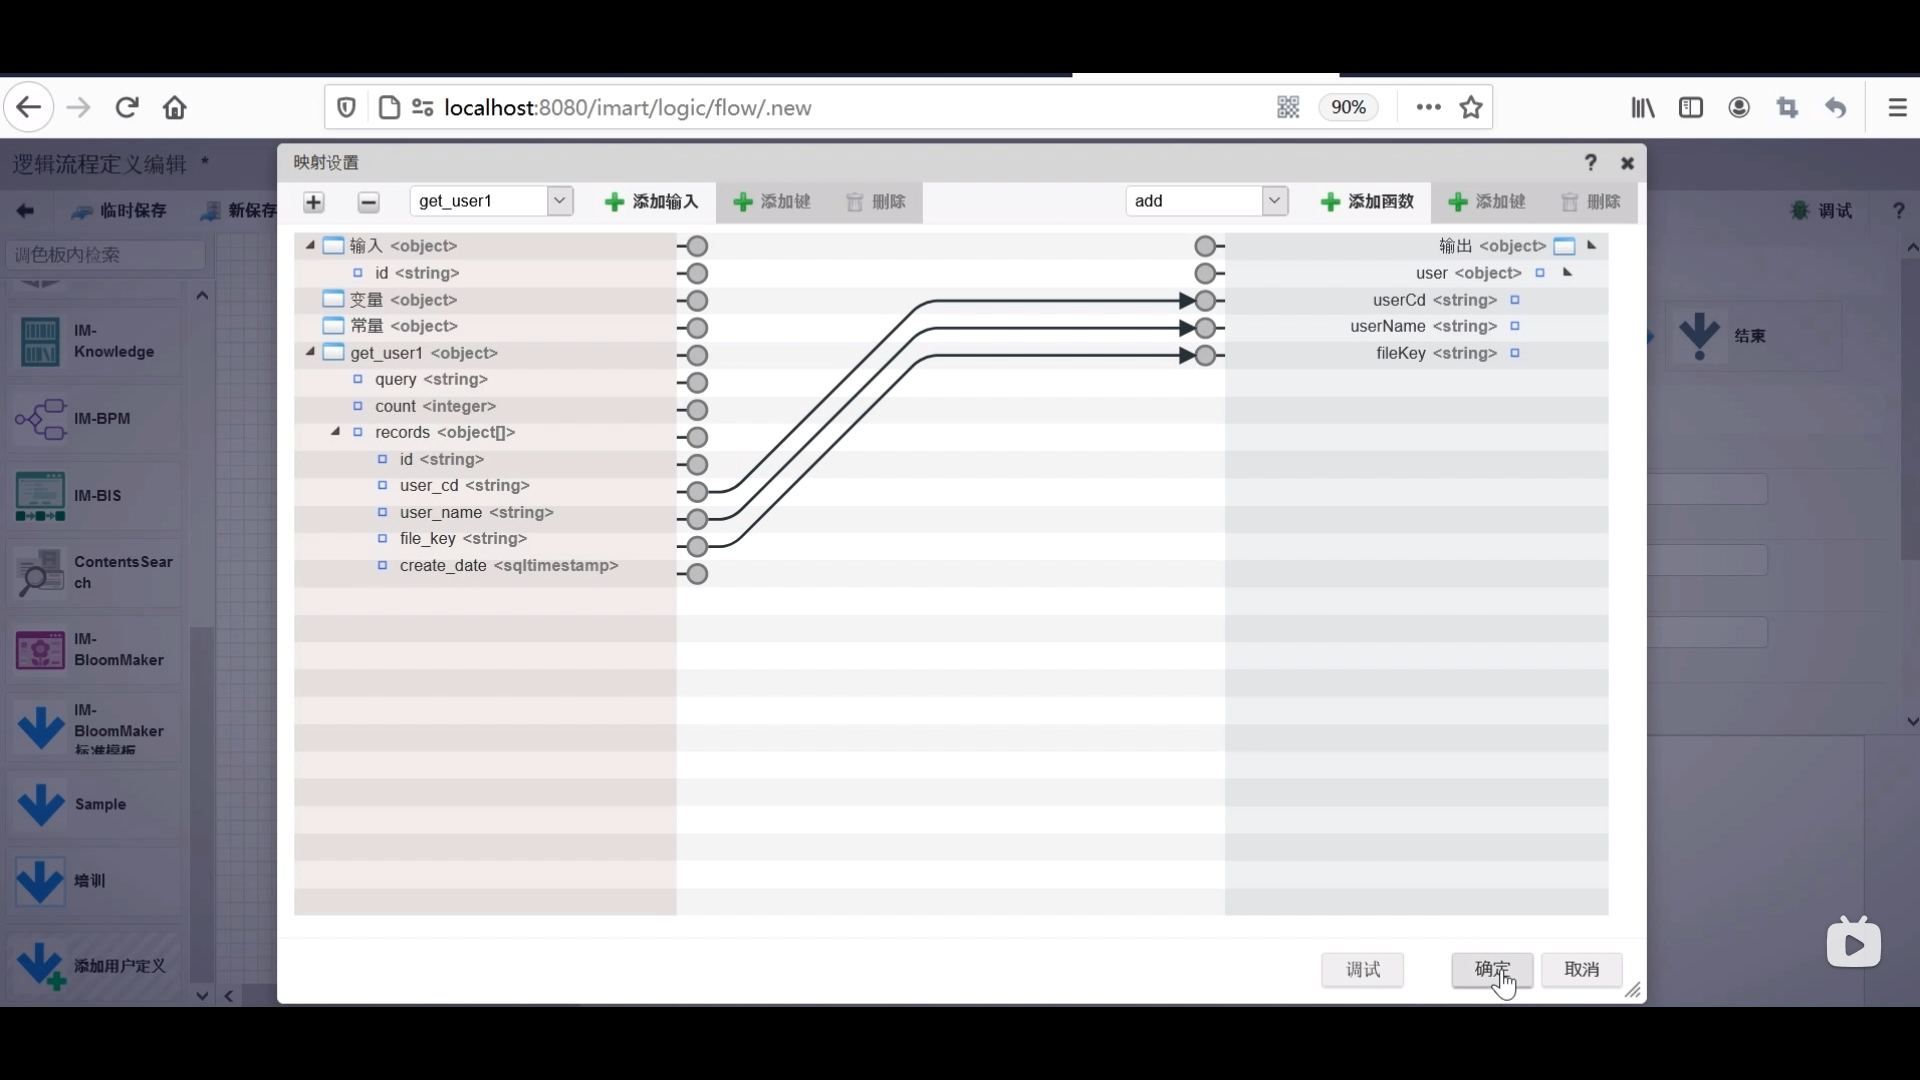 localhost:8080/imart/logic/flow/.new
90%
逻辑流程定义编辑 *
映射设置
? ×
临时保存
新保存
get_user1
添加输入
添加键
删除
add
添加函数
添加键
删除
调试
?
调色板内检索
输入 <object>
id <string>
变量 <object>
常量 <object>
get_user1 <object>
query <string>
count <integer>
records <object[]>
id <string>
user_cd <string>
user_name <string>
file_key <string>
create_date <sqltimestamp>
输出 <object>
user <object>
userCd <string>
userName <string>
fileKey <string>
结束
IM-
Knowledge
IM-BPM
IM-BIS
ContentsSear
ch
IM-
BloomMaker
IM-
BloomMaker
标准模板
Sample
培训
添加用户定义
调试
确定
取消